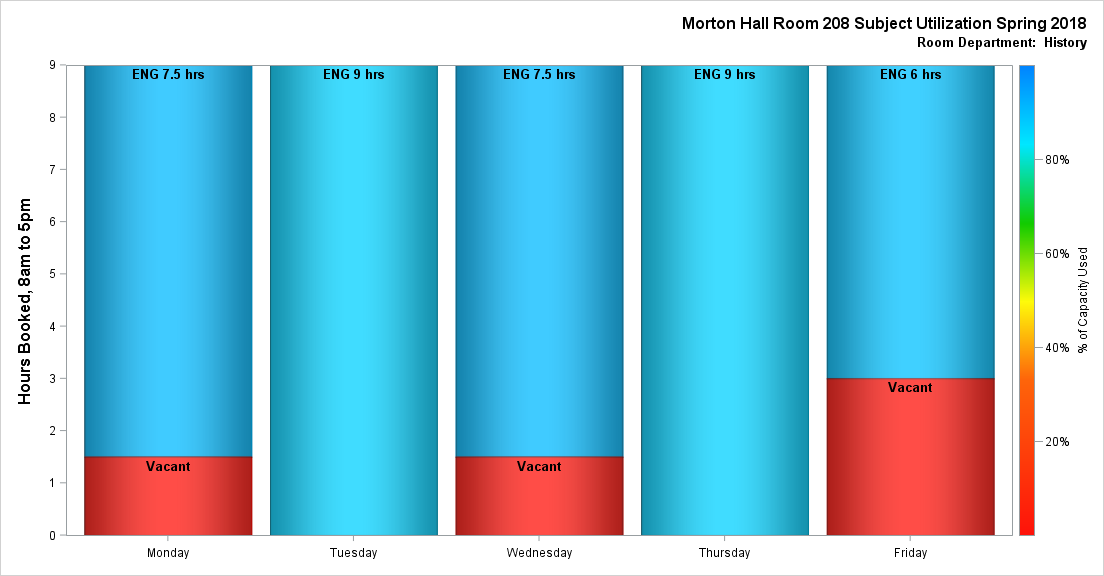 Morton Hall Room 208 Subject Utilization Spring 2018
Room Department:  History
Hours Booked, 8am to 5pm
9
8
7
6
5
4
3
2
1
0
ENG 7.5 hrs
ENG 9 hrs
ENG 7.5 hrs
ENG 9 hrs
ENG 6 hrs
Vacant
Vacant
Vacant
Monday
Tuesday
Wednesday
Thursday
Friday
80%
60%
40%
20%
% of Capacity Used